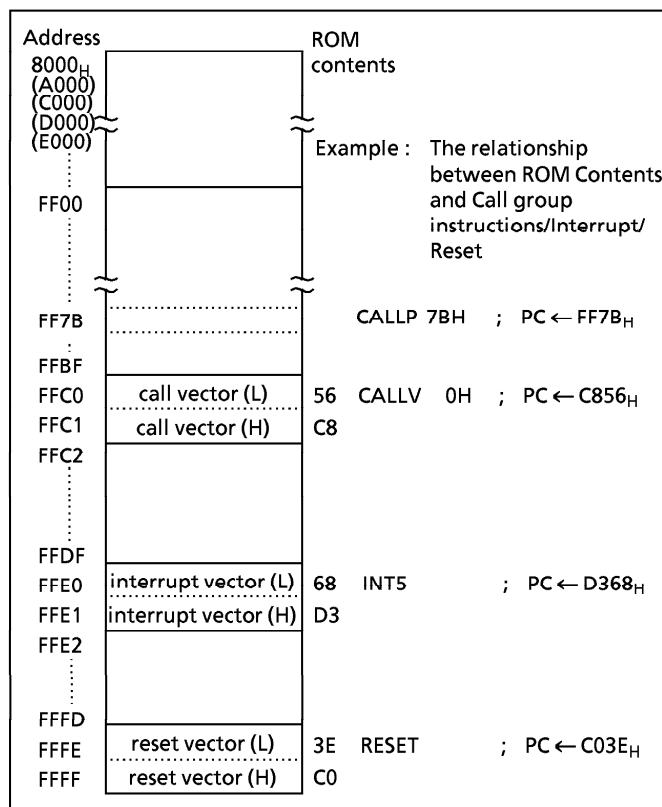 Address ROM
8000H contents
(A000)
(C000)
(D000)
(E000) Example : The relationship
between ROM Contents
and Call group
instructions/Interrupt/
Reset
FF00
FF7B CALLP 7BH ; PC ← FF7BH
FFBF
FFC0 call vector (L) 56 CALLV 0H ; PC ← C856H
FFC1 call vector (H) C8
FFC2
FFDF
FFE0 interrupt vector (L) 68 INT5 ; PC ← D368H
FFE1 interrupt vector (H) D3
FFE2
FFFD
FFFE reset vector (L) 3E RESET ; PC ← C03EH
FFFF reset vector (H) C0